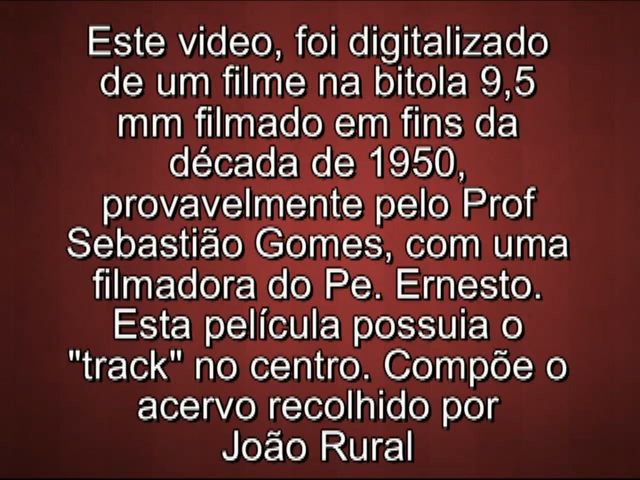 Este video, foi digitalizado
de um filme na bitola 9,5
mm filmado em fins da
década de 1950,
provavelmente pelo Prof
Sebastião Gomes, com uma
filmadora do Pe. Ernesto.
Esta película possuia o
"track" no centro. Compõe o
acervo recolhido por
João Rural